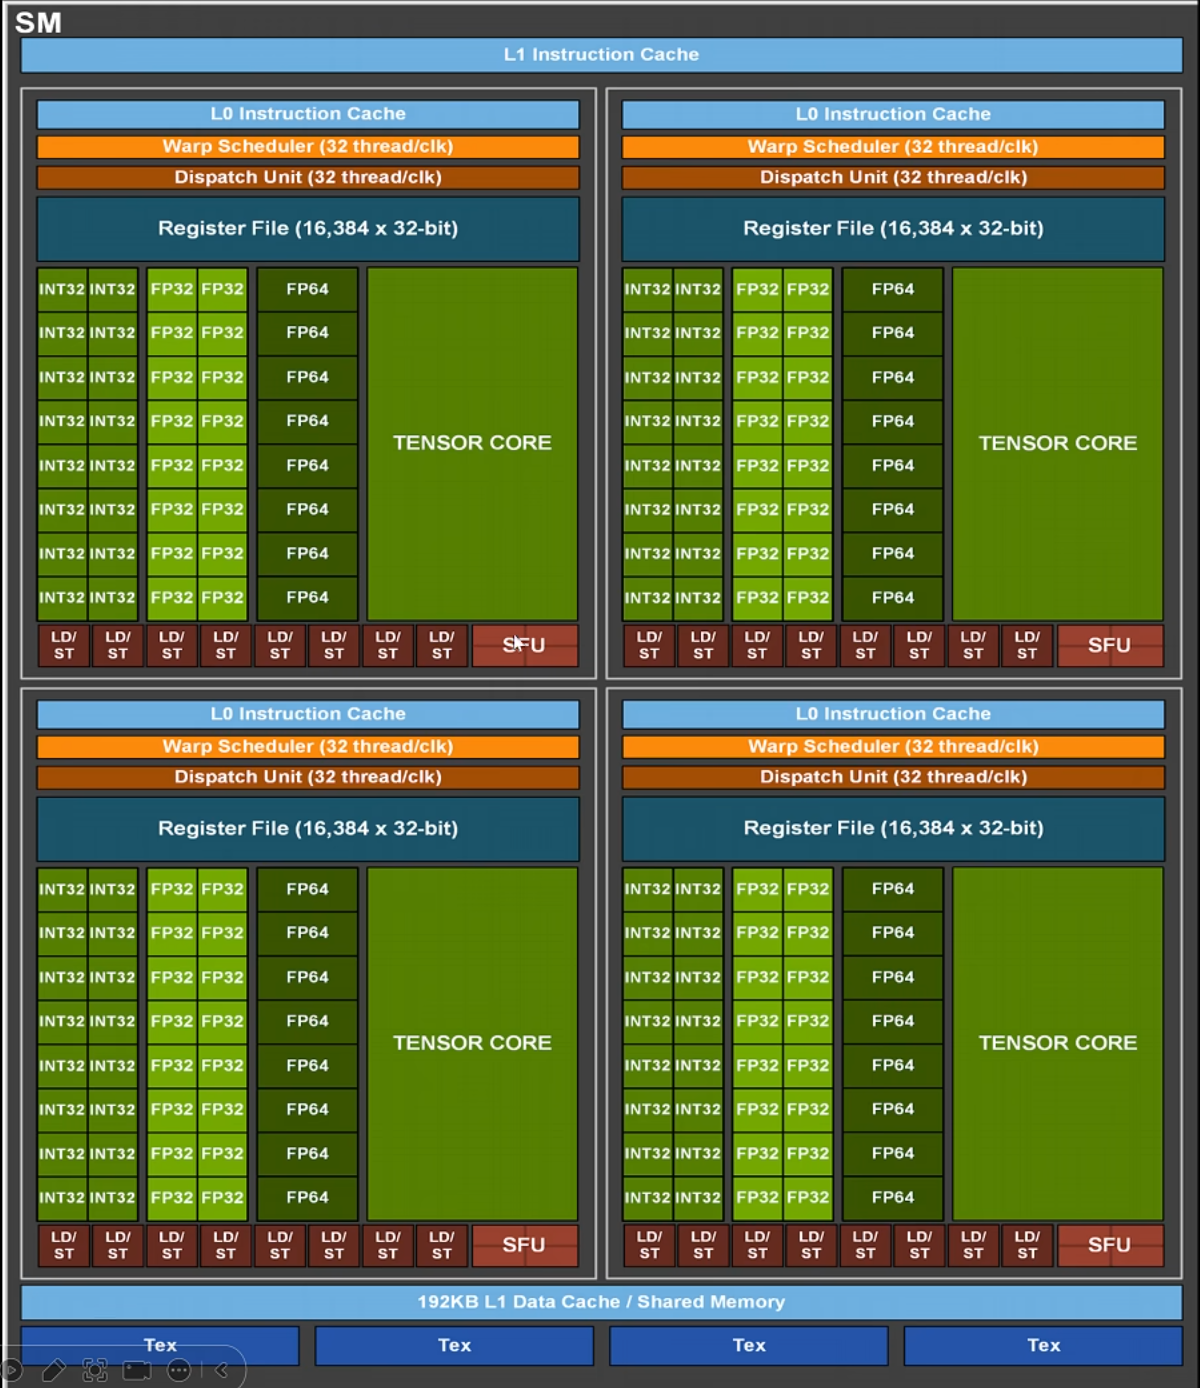 SM
L1 Instruction Cache
L0 Instruction Cache
Warp Scheduler (32 thread/clk)
Dispatch Unit (32 thread/clk)
Register File (16,384 x 32-bit)
INT32 INT32 FP32 FP32 FP64
INT32 INT32 FP32 FP32 FP64
INT32 INT32 FP32 FP32 FP64
INT32 INT32 FP32 FP32 FP64
TENSOR CORE
INT32 INT32 FP32 FP32 FP64
INT32 INT32 FP32 FP32 FP64
INT32 INT32 FP32 FP32 FP64
INT32 INT32 FP32 FP32 FP64
LD/ LD/ LD/ LD/ LD/ LD/ LD/ LD/
ST ST ST ST ST ST ST ST
SFU
L0 Instruction Cache
Warp Scheduler (32 thread/clk)
Dispatch Unit (32 thread/clk)
Register File (16,384 x 32-bit)
INT32 INT32 FP32 FP32 FP64
INT32 INT32 FP32 FP32 FP64
INT32 INT32 FP32 FP32 FP64
INT32 INT32 FP32 FP32 FP64
TENSOR CORE
INT32 INT32 FP32 FP32 FP64
INT32 INT32 FP32 FP32 FP64
INT32 INT32 FP32 FP32 FP64
INT32 INT32 FP32 FP32 FP64
LD/ LD/ LD/ LD/ LD/ LD/ LD/ LD/
ST ST ST ST ST ST ST ST
SFU
L0 Instruction Cache
Warp Scheduler (32 thread/clk)
Dispatch Unit (32 thread/clk)
Register File (16,384 x 32-bit)
INT32 INT32 FP32 FP32 FP64
INT32 INT32 FP32 FP32 FP64
INT32 INT32 FP32 FP32 FP64
INT32 INT32 FP32 FP32 FP64
TENSOR CORE
INT32 INT32 FP32 FP32 FP64
INT32 INT32 FP32 FP32 FP64
INT32 INT32 FP32 FP32 FP64
INT32 INT32 FP32 FP32 FP64
LD/ LD/ LD/ LD/ LD/ LD/ LD/ LD/
ST ST ST ST ST ST ST ST
SFU
L0 Instruction Cache
Warp Scheduler (32 thread/clk)
Dispatch Unit (32 thread/clk)
Register File (16,384 x 32-bit)
INT32 INT32 FP32 FP32 FP64
INT32 INT32 FP32 FP32 FP64
INT32 INT32 FP32 FP32 FP64
INT32 INT32 FP32 FP32 FP64
TENSOR CORE
INT32 INT32 FP32 FP32 FP64
INT32 INT32 FP32 FP32 FP64
INT32 INT32 FP32 FP32 FP64
INT32 INT32 FP32 FP32 FP64
LD/ LD/ LD/ LD/ LD/ LD/ LD/ LD/
ST ST ST ST ST ST ST ST
SFU
192KB L1 Data Cache / Shared Memory
Tex Tex Tex Tex